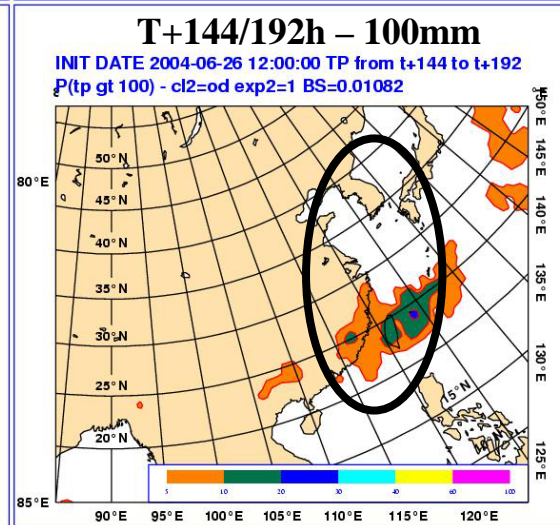 T+144/192h – 100mm
INIT DATE 2004-06-26 12:00:00 TP from t+144 to t+192
P(tp gt 100) - cl2=od exp2=1 BS=0.01082
50°E
145°E
140°E
135°E
130°E
125°E
80°E
85°E
50°N
45°N
40°N
35°N
30°N
25°N
20°N
15°N
5 10 20 30 40 60 100
90°E 95°E 100°E 105°E 110°E 115°E 120°E